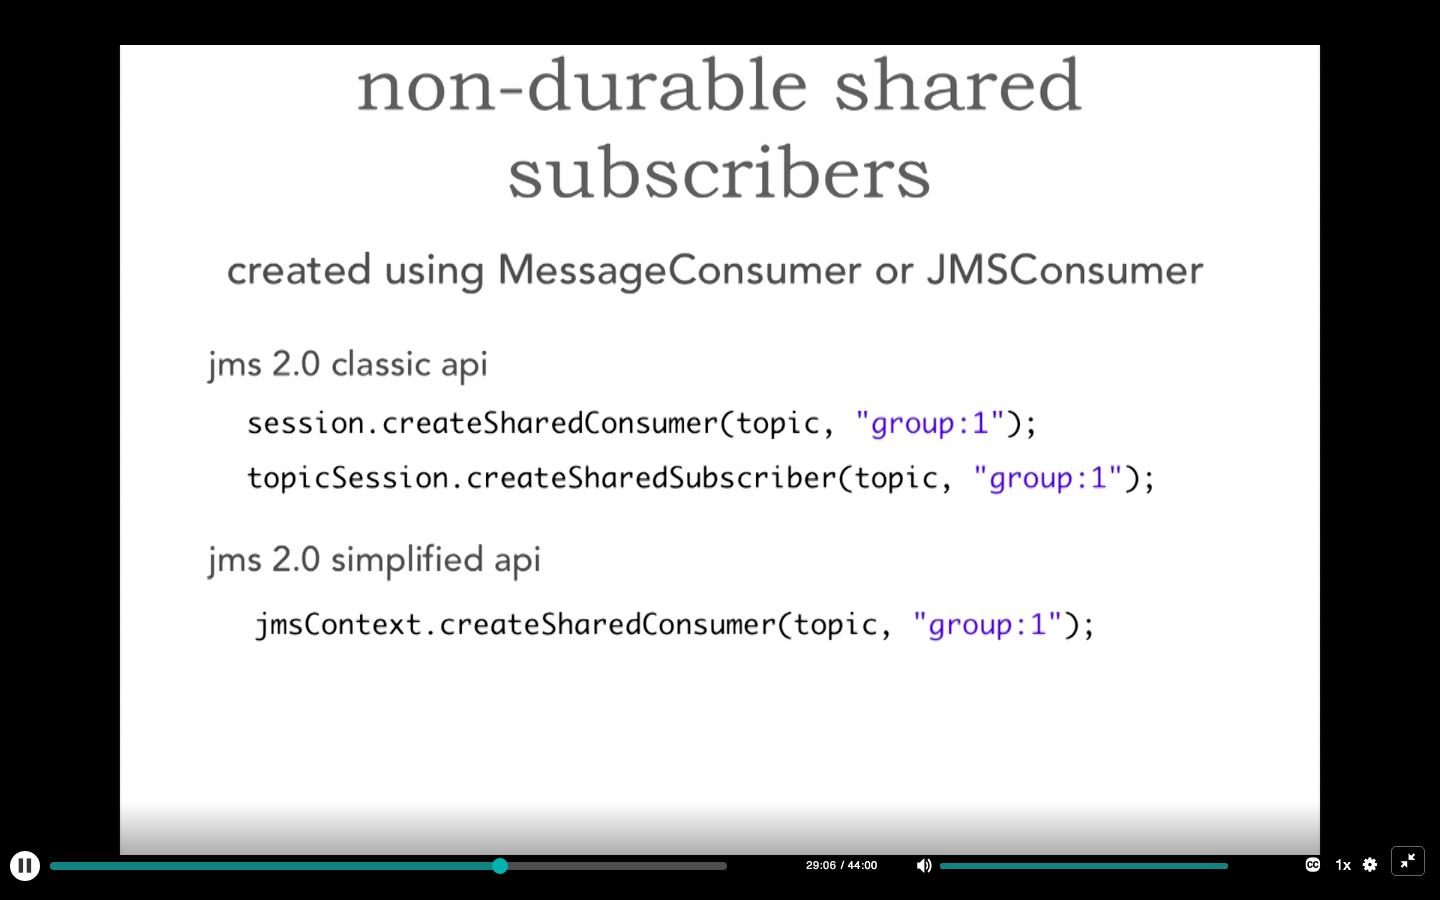 non-durable shared
subscribers
created using MessageConsumer or JMSConsumer
jms 2.0 classic api
session.createSharedConsumer(topic, "group:1");
topicSession.createSharedSubscriber(topic, "group:1");
jms 2.0 simplified api
jmsContext.createSharedConsumer(topic, "group:1");
29:06 / 44:00
CC
1x